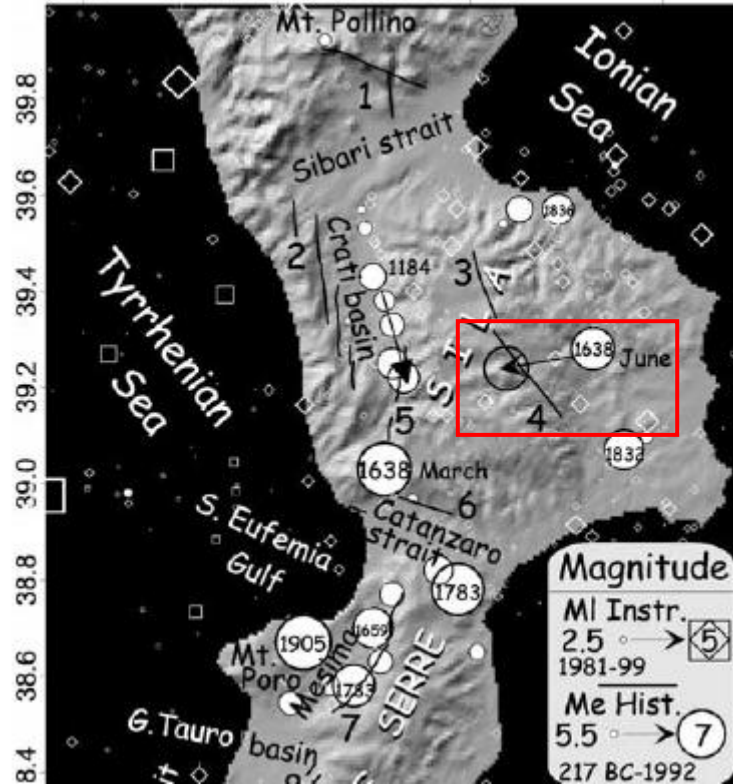 Mt. Pollino
Ionian
Sea
39.8
1
Sibari strait
39.6
1836
2
Crati basin
1184
3
39.4
SILA
1638
June
Tyrrhenian
Sea
39.2
4
5
1638
March
1832
39.0
6
S. Eufemia
Gulf
Catanzaro
strait
38.8
1783
1905
1659
Mt.
Poro
Mesima
1783
SERRE
38.6
7
G.Tauro basin
38.4
Magnitude
Ml Instr.
2.5
5
1981-99
Me Hist.
5.5
7
217 BC-1992